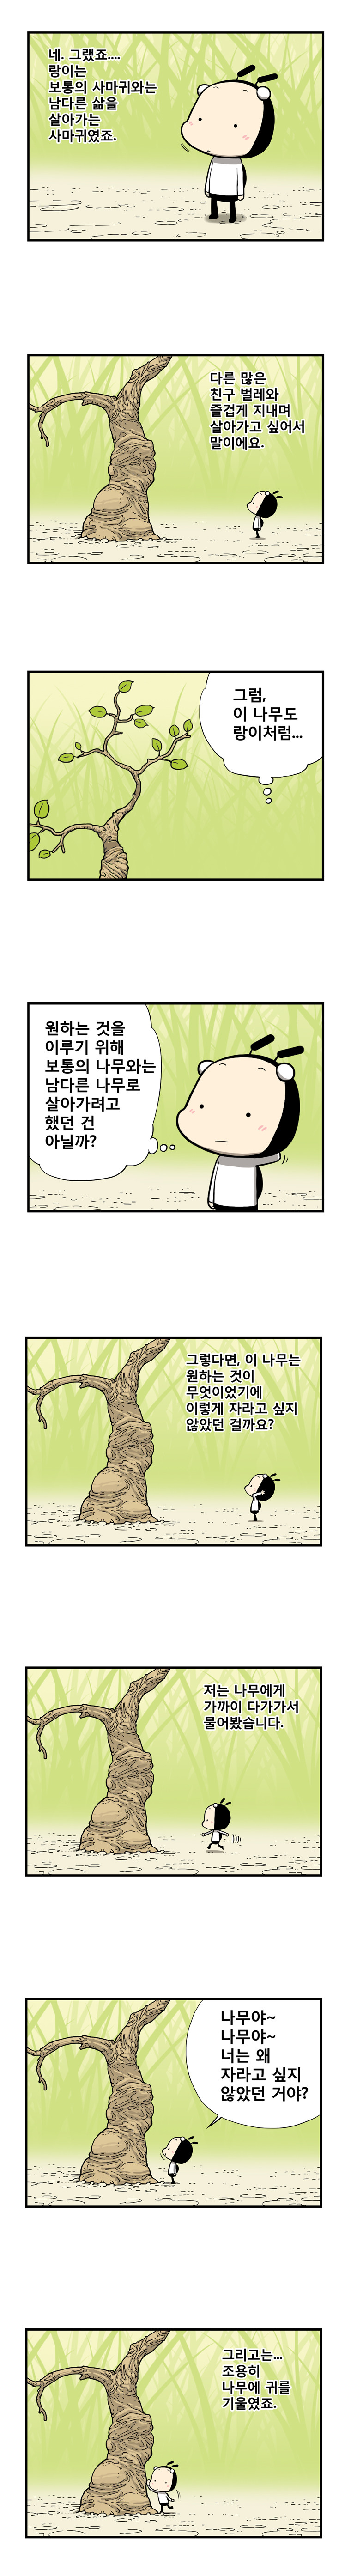 네. 그랬죠....
랑이는
보통의 사마귀와는
남다른 삶을
살아가는
사마귀였죠.
다른 많은
친구 벌레와
즐겁게 지내며
살아가고 싶어서
말이에요.
그럼,
이 나무도
랑이처럼...
원하는 것을
이루기 위해
보통의 나무와는
남다른 나무로
살아가려고
했던 건
아닐까?
그렇다면, 이 나무는
원하는 것이
무엇이었기에
이렇게 자라고 싶지
않았던 걸까요?
저는 나무에게
가까이 다가가서
물어봤습니다.
나무야~
나무야~
너는 왜
자라고 싶지
않았던 거야?
그리고는...
조용히
나무에 귀를
기울였죠.